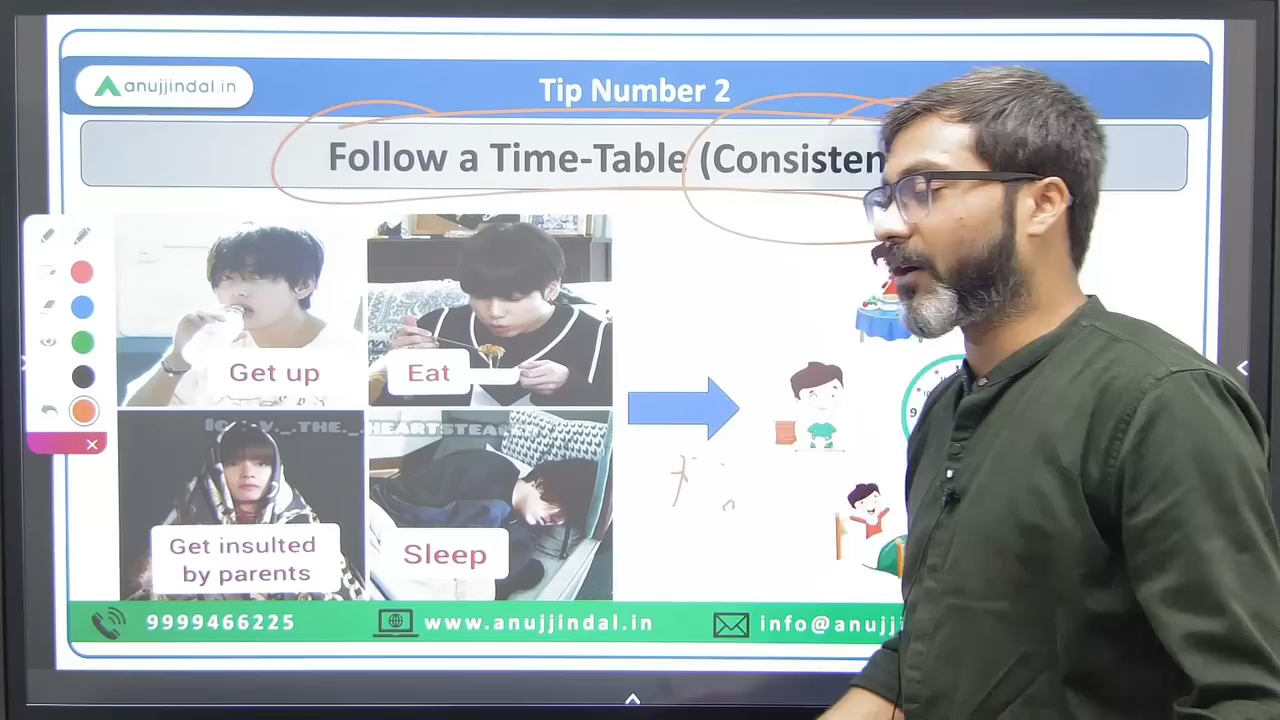 anujjindal.in
Tip Number 2
Follow a Time-Table (Consisten
Get up
Eat
Get insulted
by parents
Sleep
9999466225
www.anujjindal.in
info@anujji